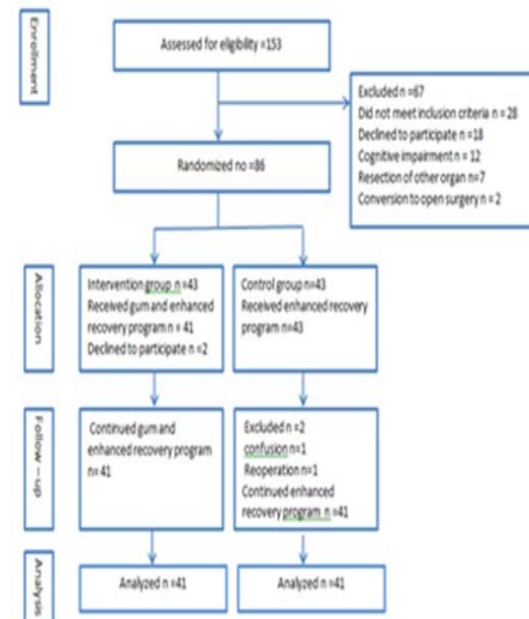 Enrollment
Assessed for eligibility =153
Excluded n =67
Did not meet inclusion criteria n = 28
Declined to participate n =18
Cognitive impairment n = 12
Resection of other organ n=7
Conversion to open surgery n = 2
Randomized no =86
Allocation
Intervention group n =43
Received gum and enhanced
recovery program n = 41
Declined to participate n =2
Control group n=43
Received enhanced recovery
program n=43
Follow – up
Continued gum and
enhanced recovery program
n= 41
Excluded n =2
confusion n=1
Reoperation n=1
Continued enhanced
recovery program n =41
Analysis
Analyzed n =41
Analyzed n =41